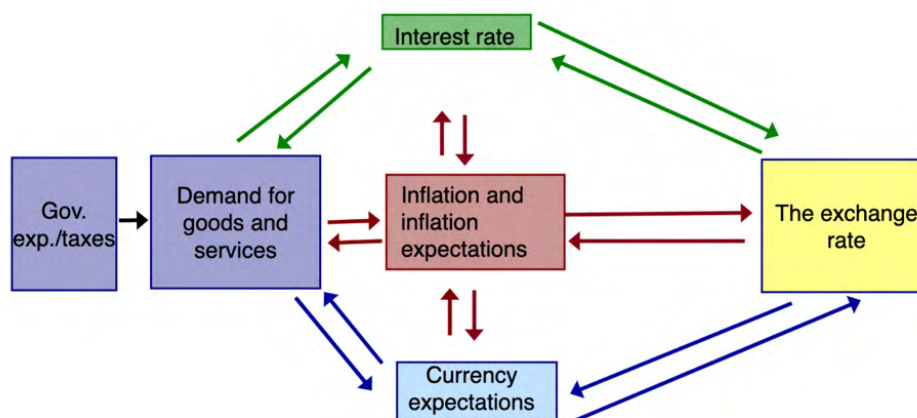 Interest rate
Gov.
exp./taxes
Demand for
goods and
services
Inflation and
inflation
expectations
The exchange
rate
Currency
expectations